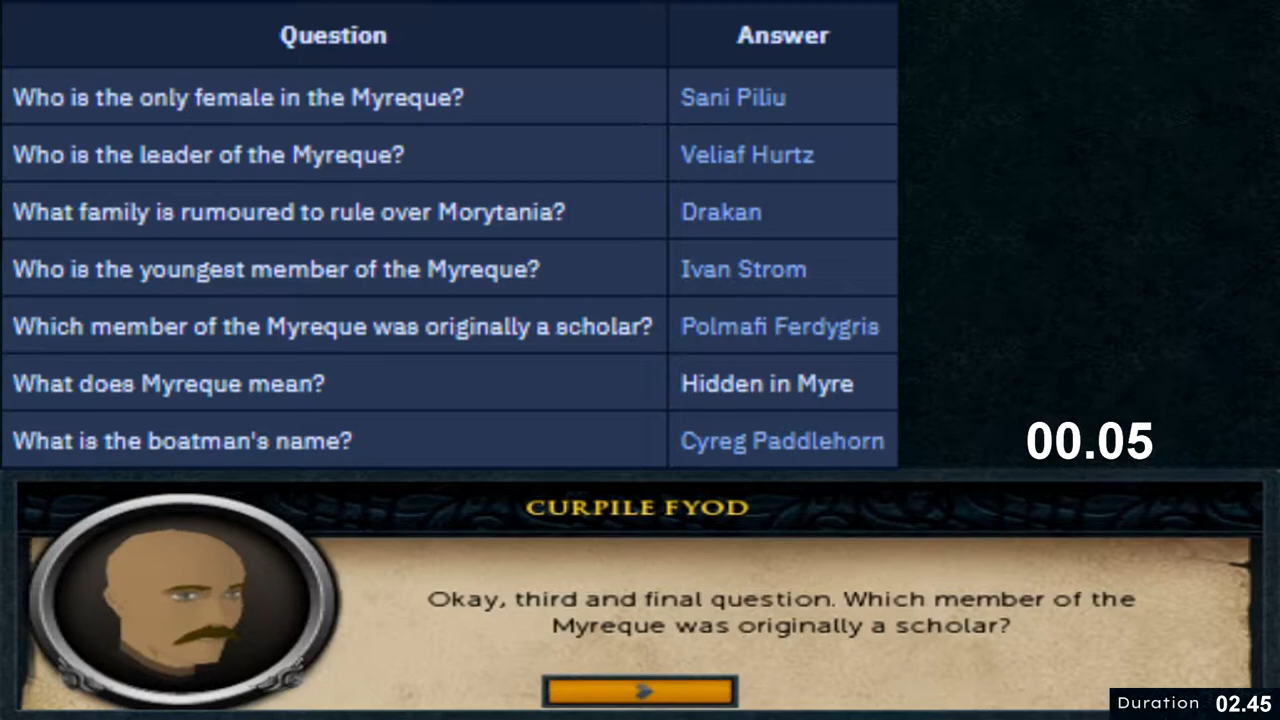 Question Answer
Who is the only female in the Myreque? Sani Piliu
Who is the leader of the Myreque? Veliaf Hurtz
What family is rumoured to rule over Morytania? Drakan
Who is the youngest member of the Myreque? Ivan Strom
Which member of the Myreque was originally a scholar? Polmafi Ferdygris
What does Myreque mean? Hidden in Myre
What is the boatman's name? Cyreg Paddlehorn
00.05
CURPILE FYOD
Okay, third and final question. Which member of the
Myreque was originally a scholar?
Duration 02.45